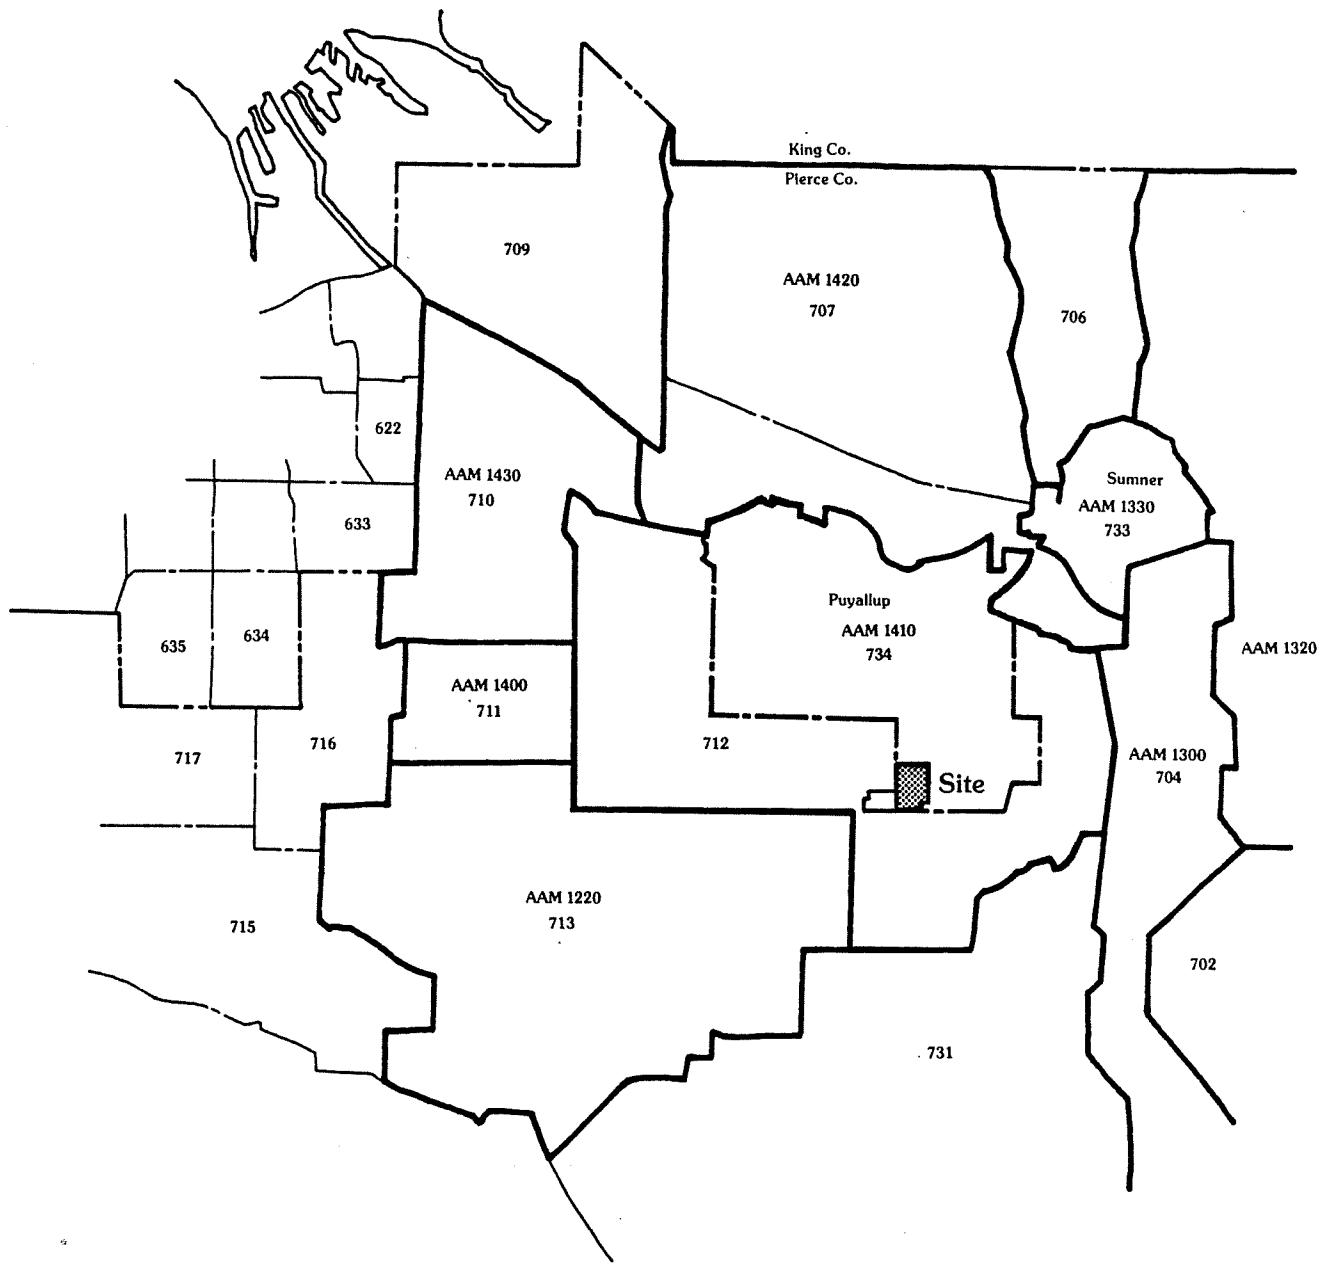 King Co.
Pierce Co.
709
AAM 1420
707
706
622
AAM 1430
710
Sumner
AAM 1330
733
633
Puyallup
AAM 1410
734
635
634
AAM 1320
AAM 1400
711
717
716
712
AAM 1300
704
Site
AAM 1220
713
715
702
731